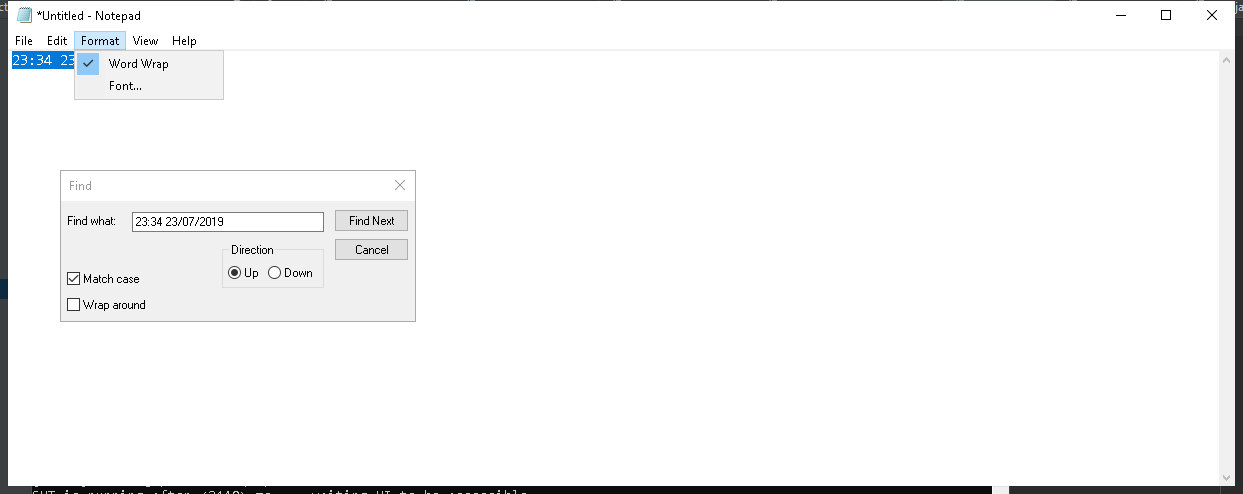 *Untitled - Notepad
File Edit Format View Help
23:34 23
Word Wrap
Font...
Find
Find what: 23:34 23/07/2019 Find Next
Direction Cancel
Up Down
Match case
Wrap around